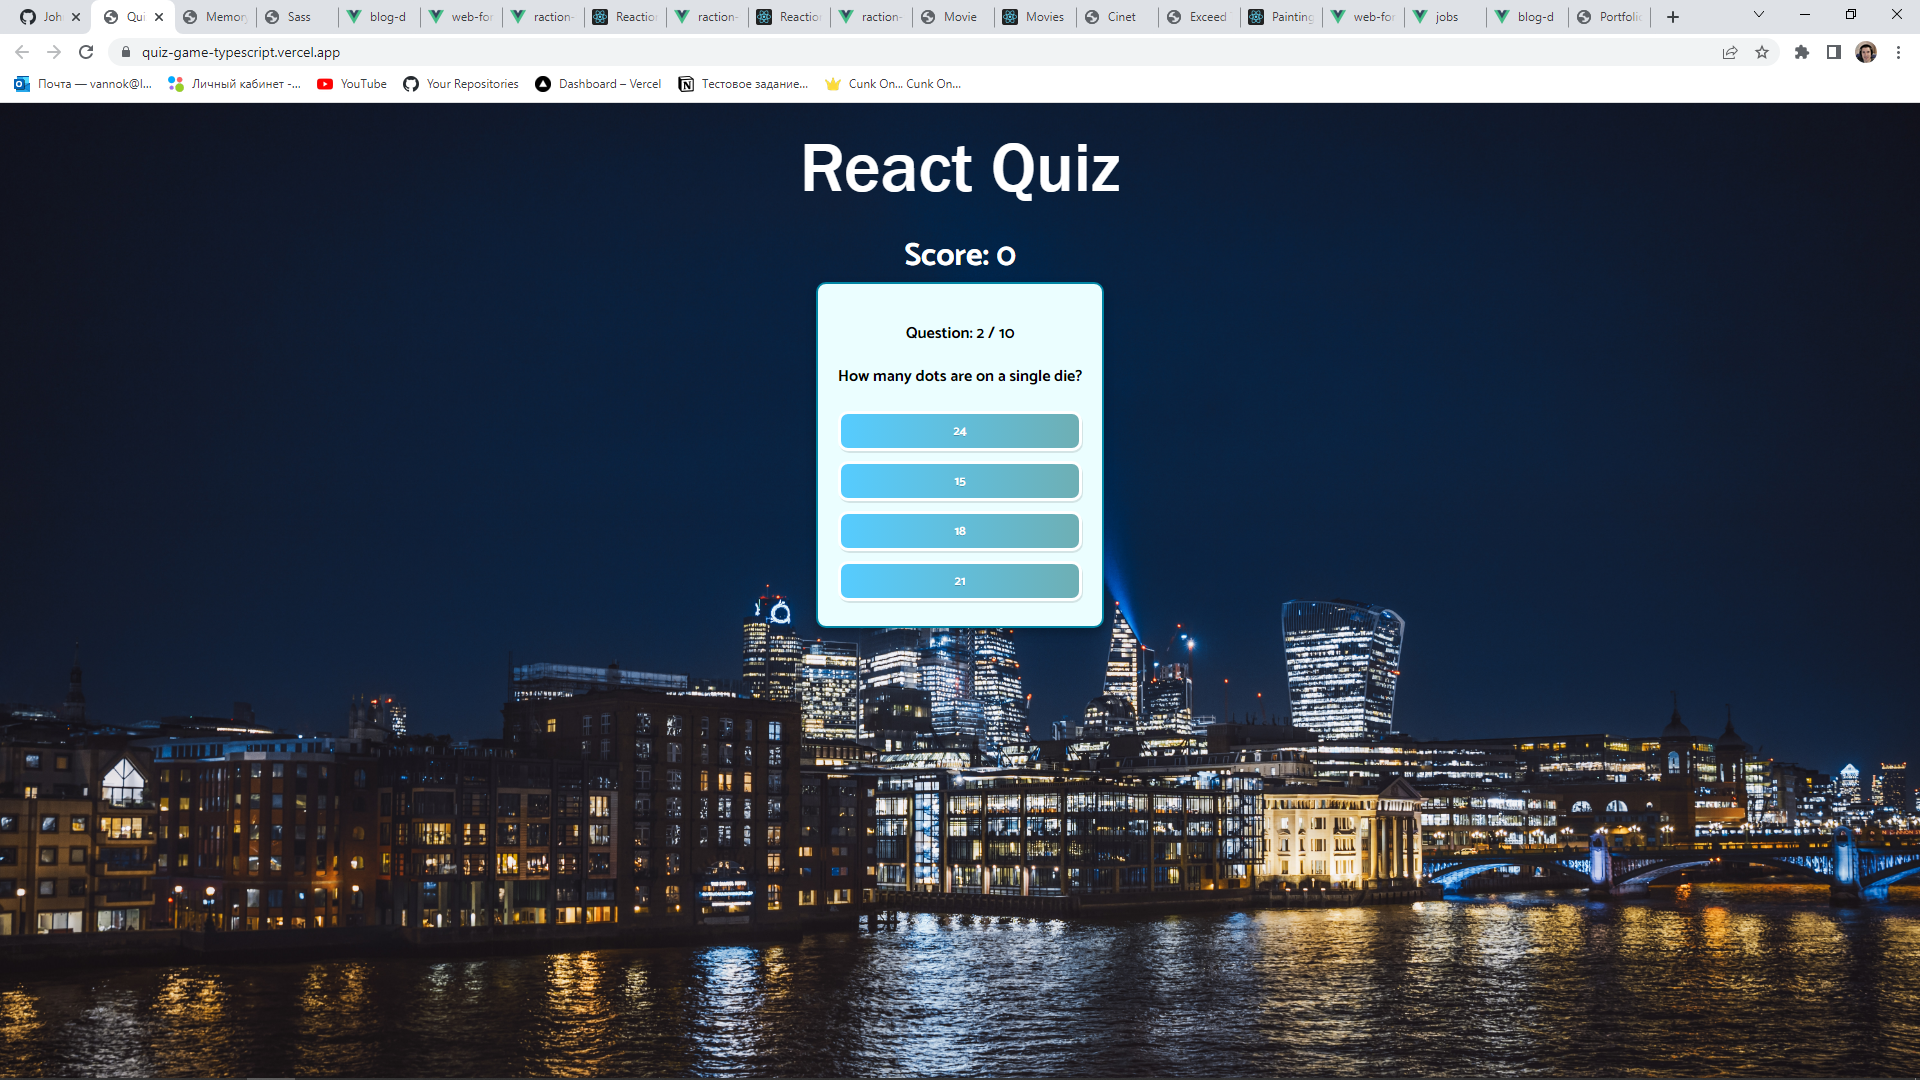 Joh
Qui
Memory
Sass
blog-d
web-for
raction-
Reaction
raction-
Reaction
raction-
Movie
Movies
Cinet
Exceed
Painting
web-for
jobs
blog-d
Portfolio
quiz-game-typescript.vercel.app
Почта — vannok@l...
Личный кабинет -...
YouTube
Your Repositories
Dashboard – Vercel
Тестовое задание...
Cunk On... Cunk On...
React Quiz
Score: 0
Question: 2 / 10
How many dots are on a single die?
24
15
18
21